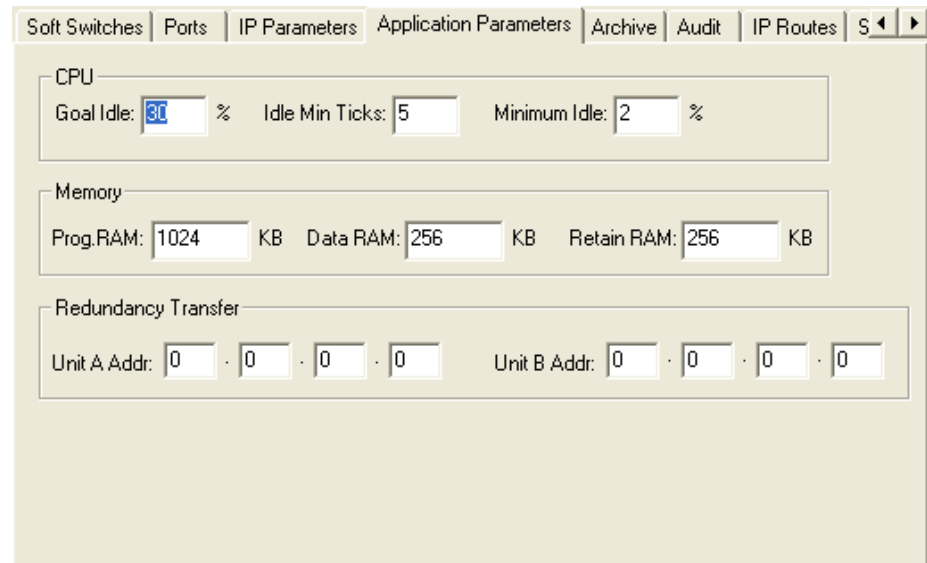 Soft Switches Ports IP Parameters Application Parameters Archive Audit IP Routes S
CPU
Goal Idle: 30 % Idle Min Ticks: 5 Minimum Idle: 2 %
Memory
Prog.RAM: 1024 KB Data RAM: 256 KB Retain RAM: 256 KB
Redundancy Transfer
Unit A Addr: 0 . 0 . 0 . 0 Unit B Addr: 0 . 0 . 0 . 0